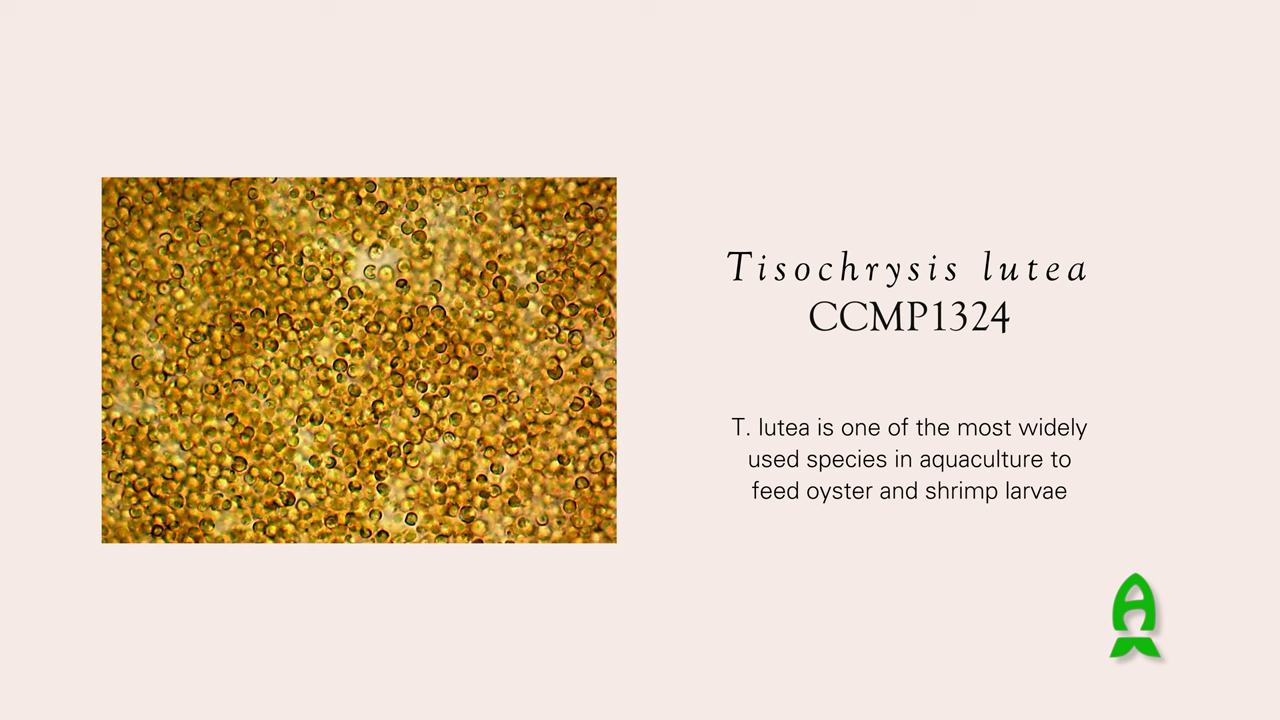 Tisochrysis lutea
CCMP1324
T. lutea is one of the most widely
used species in aquaculture to
feed oyster and shrimp larvae